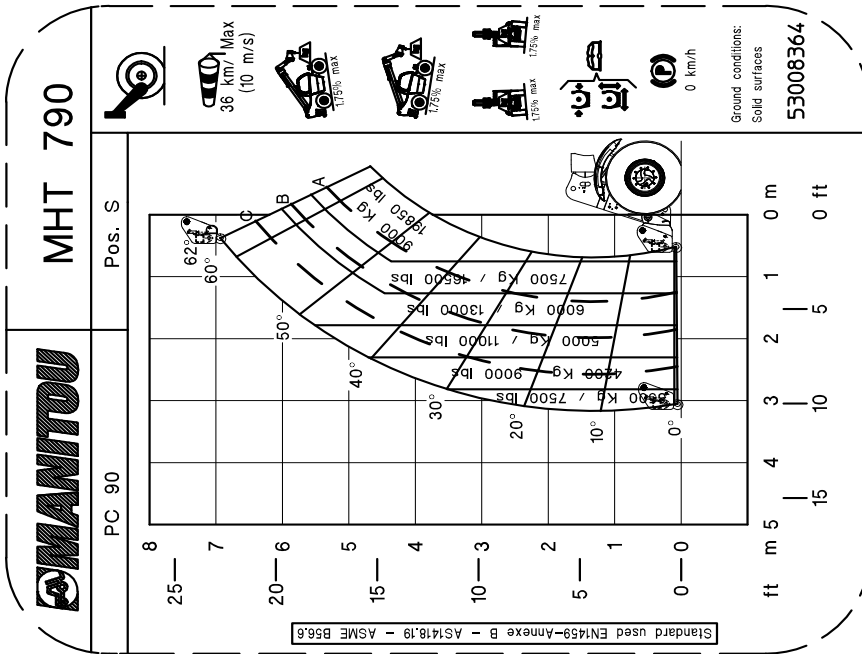 MANITOU
MHT 790
PC 90
Pos. S
36 km/ Max
(10 m/s)
1.75% max
1.75% max
1.75% max
1.75% max
P
0 km/h
Ground conditions:
Solid surfaces
53008364
62°
60°
50°
40°
30°
20°
10°
0°
C
B
A
9000 Kg
19850 lbs
7500 Kg / 16500 lbs
6000 Kg / 13000 lbs
5000 Kg / 11000 lbs
4200 Kg 9000 lbs
Kg / 7500 lbs
8
7
6
5
4
3
2
1
0
m
25
20
15
10
5
0
ft
5
4
3
2
1
0 m
15
10
5
0 ft
Standard used EN1459-Annexe B - AS1418.19 - ASME B56.6